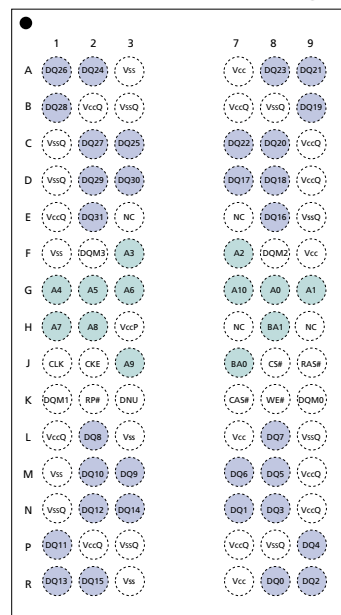 1 2 3 7 8 9
A DQ26 DQ24 Vss Vcc DQ23 DQ21
B DQ28 VccQ VssQ VccQ VssQ DQ19
C VssQ DQ27 DQ25 DQ22 DQ20 VccQ
D VssQ DQ29 DQ30 DQ17 DQ18 VccQ
E VccQ DQ31 NC NC DQ16 VssQ
F Vss DQM3 A3 A2 DQM2 Vcc
G A4 A5 A6 A10 A0 A1
H A7 A8 VccP NC BA1 NC
J CLK CKE A9 BA0 CS# RAS#
K DQM1 RP# DNU CAS# WE# DQM0
L VccQ DQ8 Vss Vcc DQ7 VssQ
M Vss DQ10 DQ9 DQ6 DQ5 VccQ
N VssQ DQ12 DQ14 DQ1 DQ3 VccQ
P DQ11 VccQ VssQ VccQ VssQ DQ4
R DQ13 DQ15 Vss Vcc DQ0 DQ2